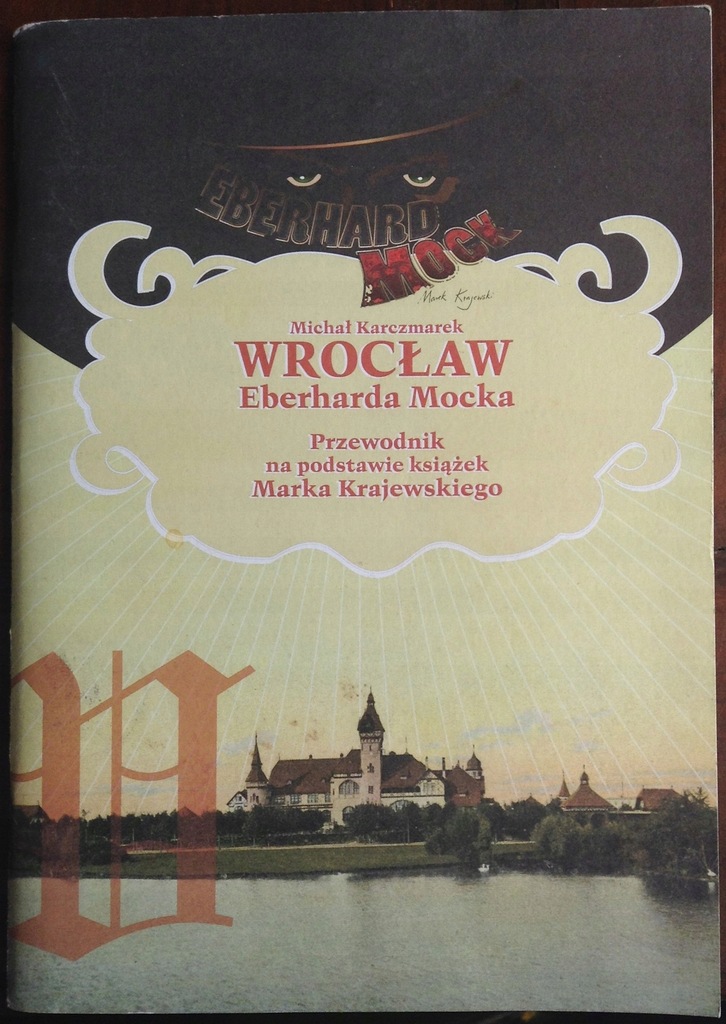 EBERHARD
MOCK
Marek Krajewski
Michał Karczmarek
WROCŁAW
Eberharda Mocka
Przewodnik
na podstawie książek
Marka Krajewskiego